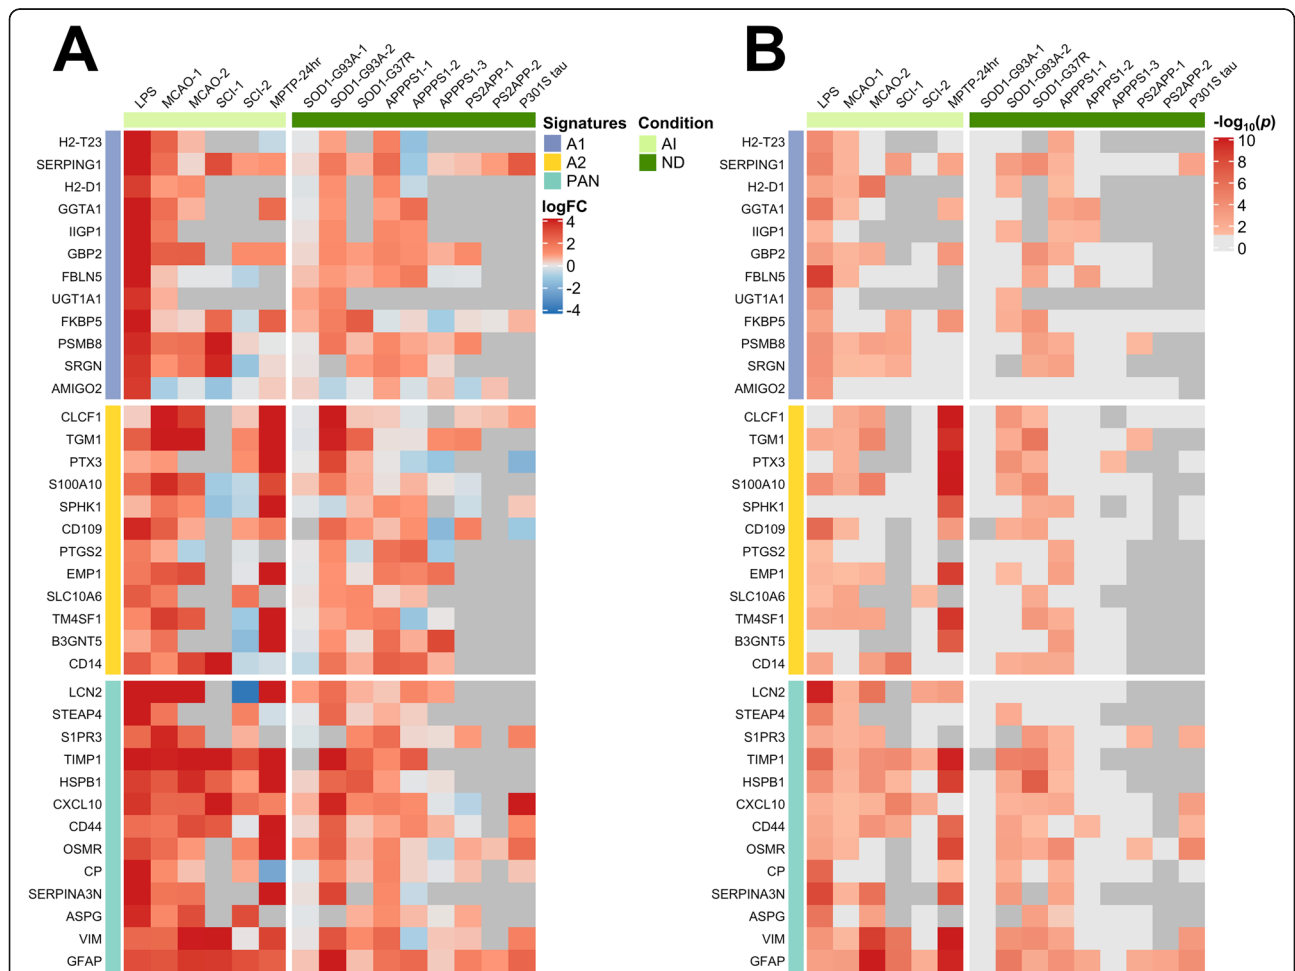 A
LPS
MCAO-1
MCAO-2
SCI-1
SCI-2
MPTP-24hr
SOD1-G93A-1
SOD1-G93A-2
SOD1-G37R
APPPS1-1
APPPS1-2
APPPS1-3
PS2APP-1
PS2APP-2
P301S tau
H2-T23
SERPING1
H2-D1
GGTA1
IIGP1
GBP2
FBLN5
UGT1A1
FKBP5
PSMB8
SRGN
AMIGO2
CLCF1
TGM1
PTX3
S100A10
SPHK1
CD109
PTGS2
EMP1
SLC10A6
TM4SF1
B3GNT5
CD14
LCN2
STEAP4
S1PR3
TIMP1
HSPB1
CXCL10
CD44
OSMR
CP
SERPINA3N
ASPG
VIM
GFAP
Signatures
A1
A2
PAN
Condition
AI
ND
logFC
4
2
0
-2
-4
B
LPS
MCAO-1
MCAO-2
SCI-1
SCI-2
MPTP-24hr
SOD1-G93A-1
SOD1-G93A-2
SOD1-G37R
APPPS1-1
APPPS1-2
APPPS1-3
PS2APP-1
PS2APP-2
P301S tau
H2-T23
SERPING1
H2-D1
GGTA1
IIGP1
GBP2
FBLN5
UGT1A1
FKBP5
PSMB8
SRGN
AMIGO2
CLCF1
TGM1
PTX3
S100A10
SPHK1
CD109
PTGS2
EMP1
SLC10A6
TM4SF1
B3GNT5
CD14
LCN2
STEAP4
S1PR3
TIMP1
HSPB1
CXCL10
CD44
OSMR
CP
SERPINA3N
ASPG
VIM
GFAP
-log10(p)
10
8
6
4
2
0